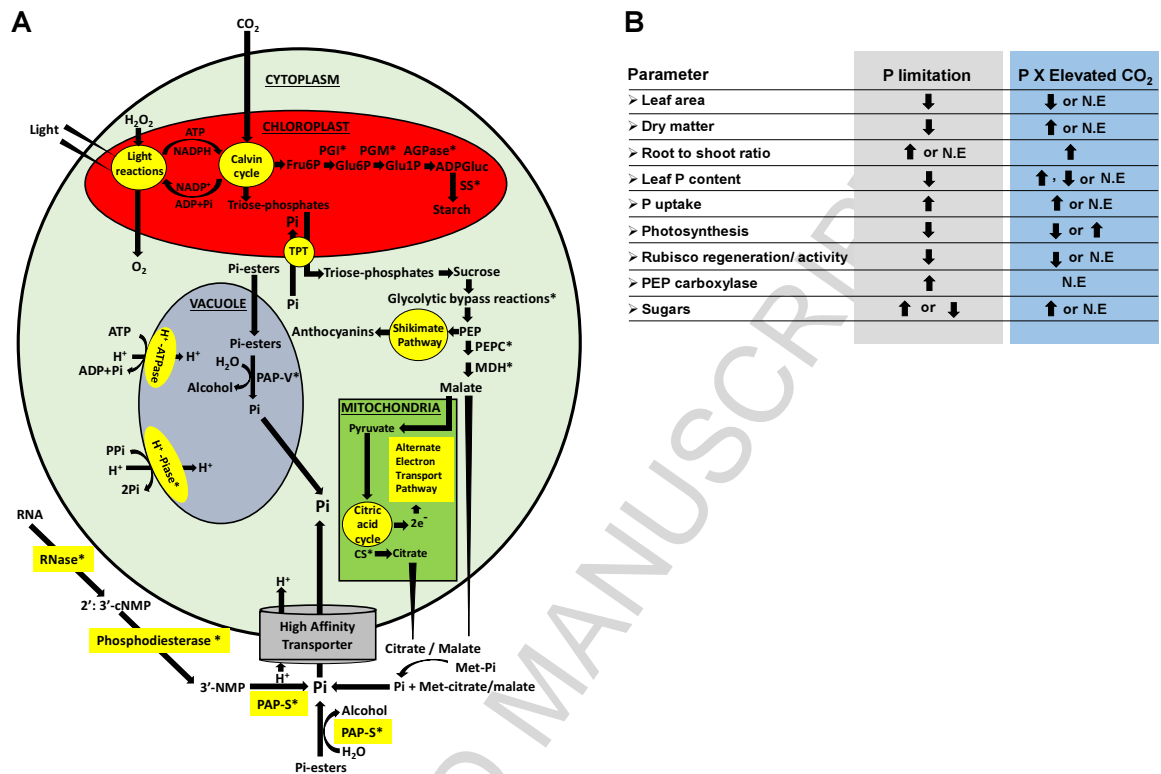 A
CO2
CYTOPLASM
CHLOROPLAST
Light
H2O2
ATP
NADPH
Light
reactions
NADP+
ADP+Pi
Calvin
cycle
Fru6P
PGI*
Glu6P
PGM*
Glu1P
AGPase*
ADPGluc
SS*
Starch
Triose-phosphates
Pi
TPT
O2
Pi-esters
Pi
Triose-phosphates
Sucrose
Glycolytic bypass reactions*
Anthocyanins
Shikimate
Pathway
PEP
PEPC*
MDH*
Malate
VACUOLE
ATP
H+
ADP+Pi
H+-ATPase
H+
Pi-esters
H2O
Alcohol
PAP-V*
Pi
PPi
H+
2Pi
H+-Piase*
H+
Pi
MITOCHONDRIA
Pyruvate
Alternate
Electron
Transport
Pathway
Citric
acid
cycle
2e-
CS*
Citrate
RNA
RNase*
2': 3'-cNMP
Phosphodiesterase *
3'-NMP
PAP-S*
H+
High Affinity
Transporter
H+
Pi
Citrate / Malate
Met-Pi
Pi + Met-citrate/malate
Alcohol
PAP-S*
H2O
Pi-esters
B
Parameter P limitation P X Elevated CO2
➢ Leaf area ⬇ ⬇ or N.E
➢ Dry matter ⬇ ⬆ or N.E
➢ Root to shoot ratio ⬆ or N.E ⬆
➢ Leaf P content ⬇ ⬆ , ⬇ or N.E
➢ P uptake ⬆ ⬆ or N.E
➢ Photosynthesis ⬇ ⬇ or ⬆
➢ Rubisco regeneration/ activity ⬇ ⬇ or N.E
➢ PEP carboxylase ⬆ N.E
➢ Sugars ⬆ or ⬇ ⬆ or N.E
MANUSCRIP